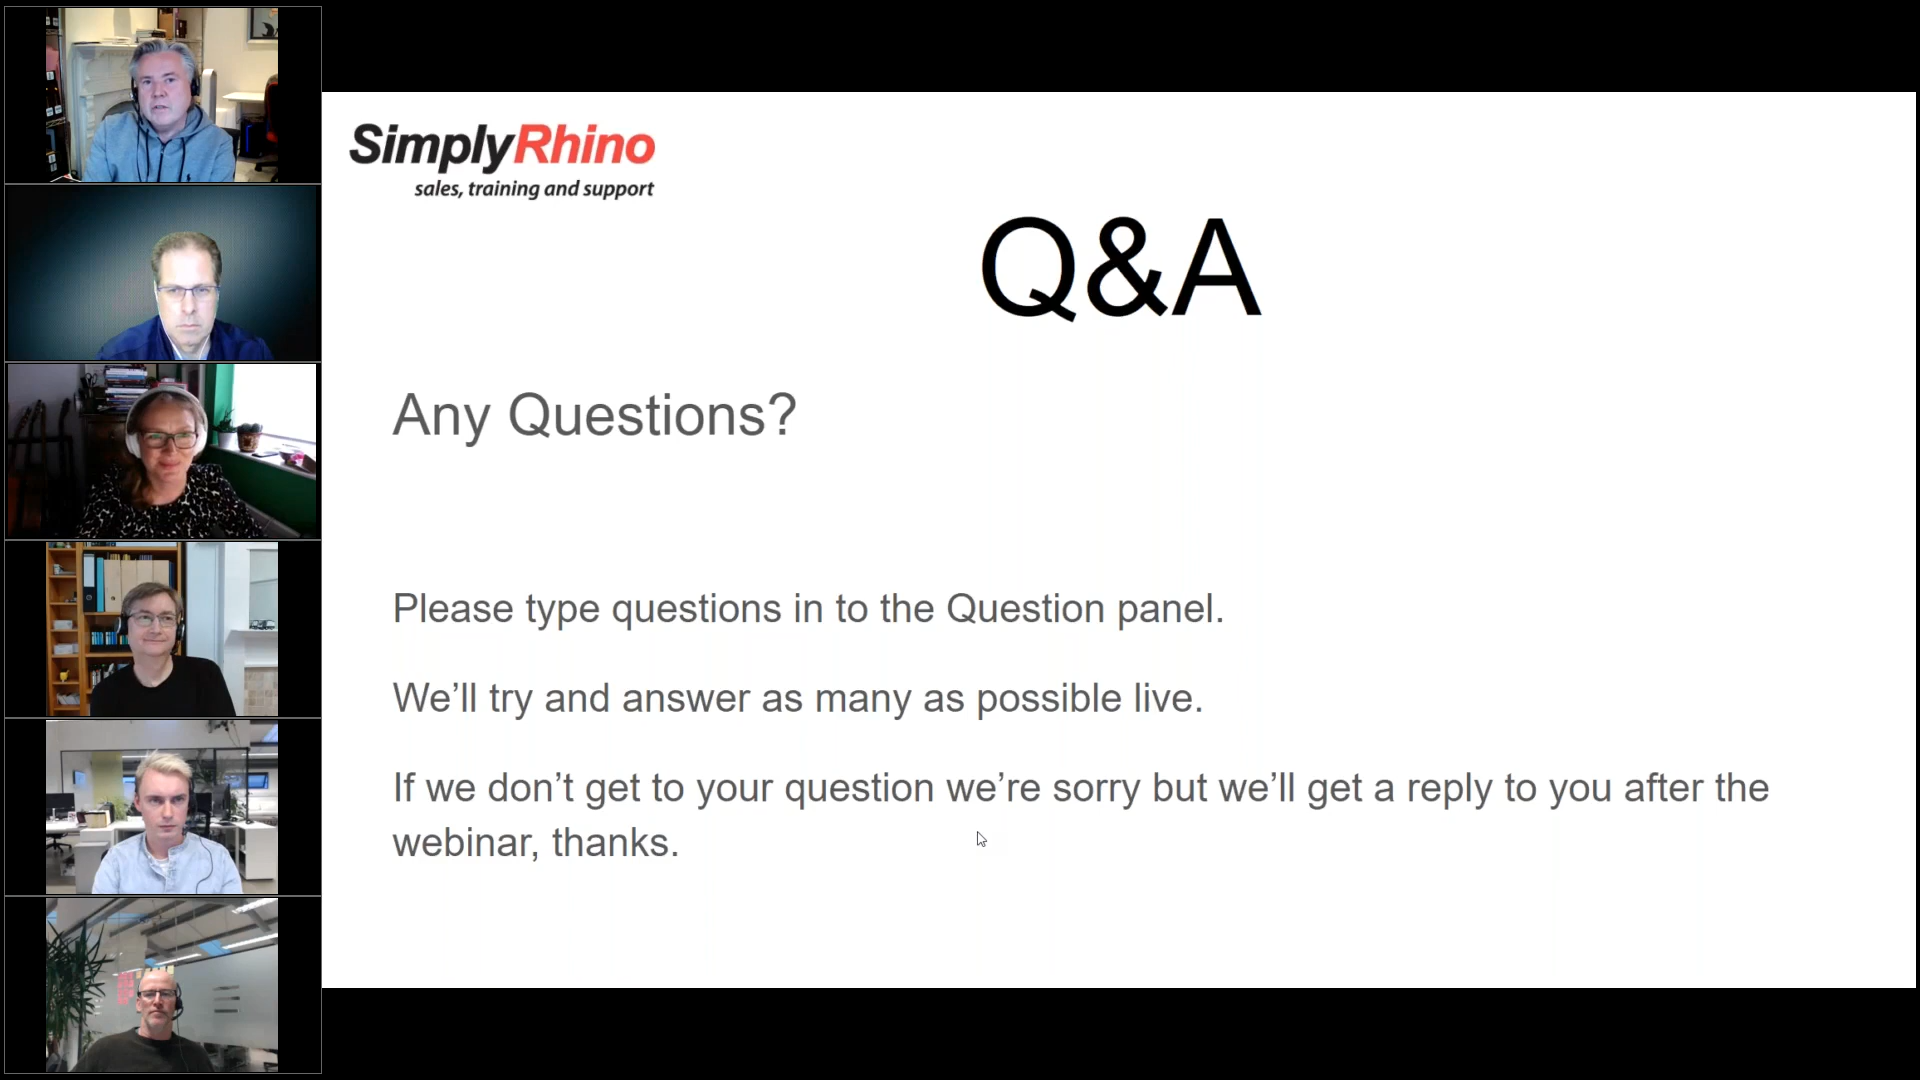 SimplyRhino
sales, training and support
Q&A
Any Questions?
Please type questions in to the Question panel.
We’ll try and answer as many as possible live.
If we don’t get to your question we’re sorry but we’ll get a reply to you after the
webinar, thanks.